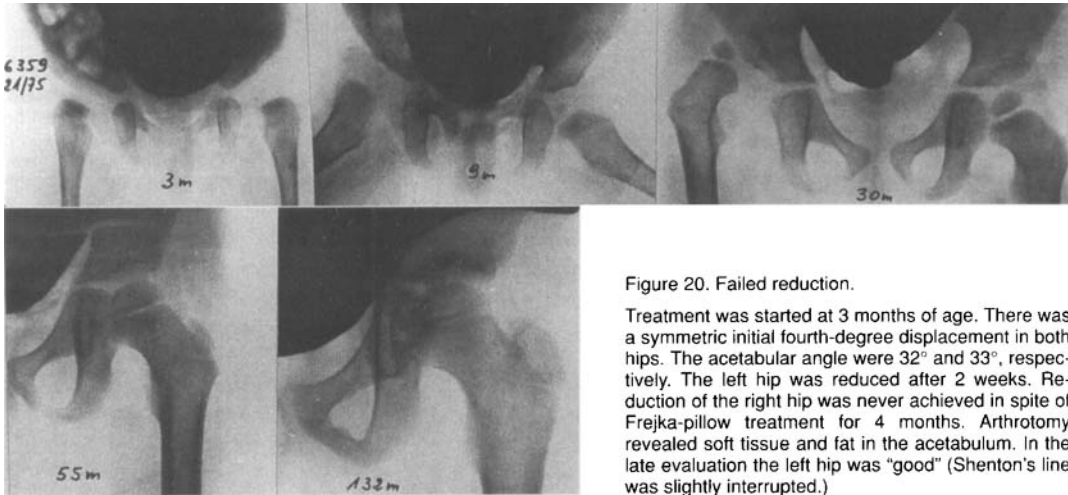 6359
21/75
3m
9m
30m
55m
132m
Figure 20. Failed reduction.
Treatment was started at 3 months of age. There was
a symmetric initial fourth-degree displacement in both
hips. The acetabular angle were 32° and 33°, respec-
tively. The left hip was reduced after 2 weeks. Re-
duction of the right hip was never achieved in spite of
Frejka-pillow treatment for 4 months. Arthrotomy
revealed soft tissue and fat in the acetabulum. In the
late evaluation the left hip was “good” (Shenton's line
was slightly interrupted.)